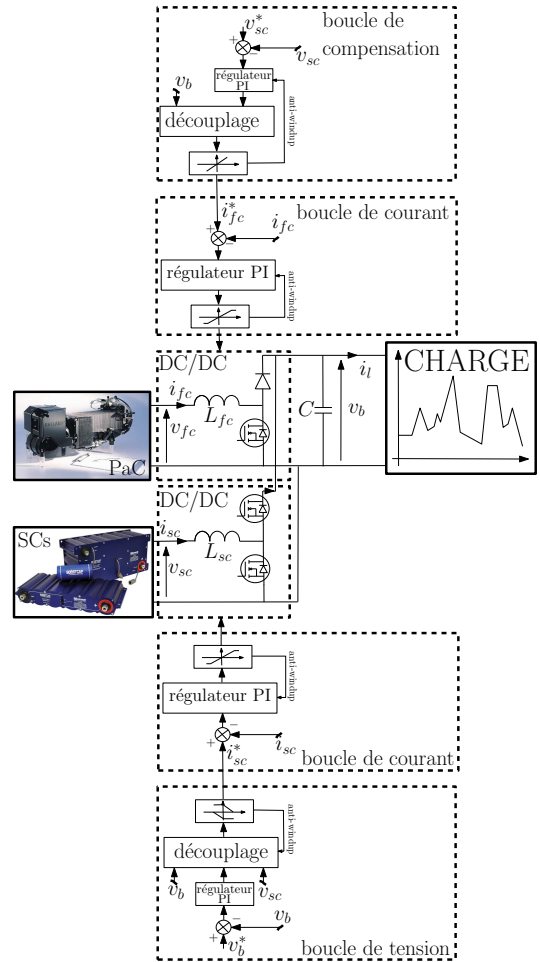 boucle de
compensation
v*sc
+
−
vsc
régulateur
PI
vb
anti-windup
découplage
boucle de courant
i*fc
+
−
ifc
régulateur PI
anti-windup
DC/DC
ifc
Lfc
vfc
PaC
C
vb
il
CHARGE
DC/DC
SCs
isc
Lsc
vsc
anti-windup
régulateur PI
−
+
isc
i*sc
boucle de courant
anti-windup
découplage
vb
vsc
régulateur
PI
vb
−
+
v*b
boucle de tension